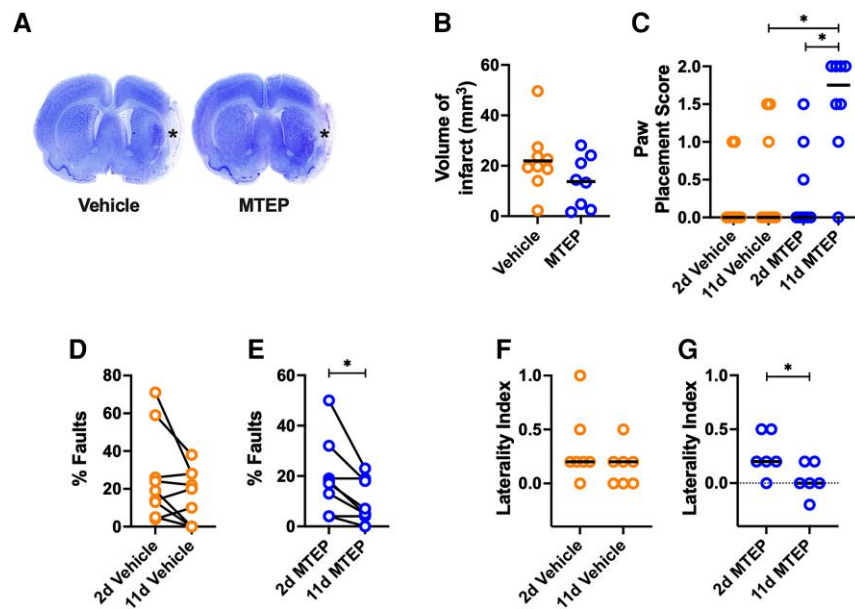 A
*
*
Vehicle
MTEP
B
Volume of
infarct (mm³)
60
40
20
0
Vehicle
MTEP
C
*
*
Paw
Placement Score
2.0
1.5
1.0
0.5
0.0
2d Vehicle
11d Vehicle
2d MTEP
11d MTEP
D
% Faults
80
60
40
20
0
2d Vehicle
11d Vehicle
E
*
% Faults
60
40
20
0
2d MTEP
11d MTEP
F
Laterality Index
1.0
0.5
0.0
2d Vehicle
11d Vehicle
G
*
Laterality Index
1.0
0.5
0.0
2d MTEP
11d MTEP